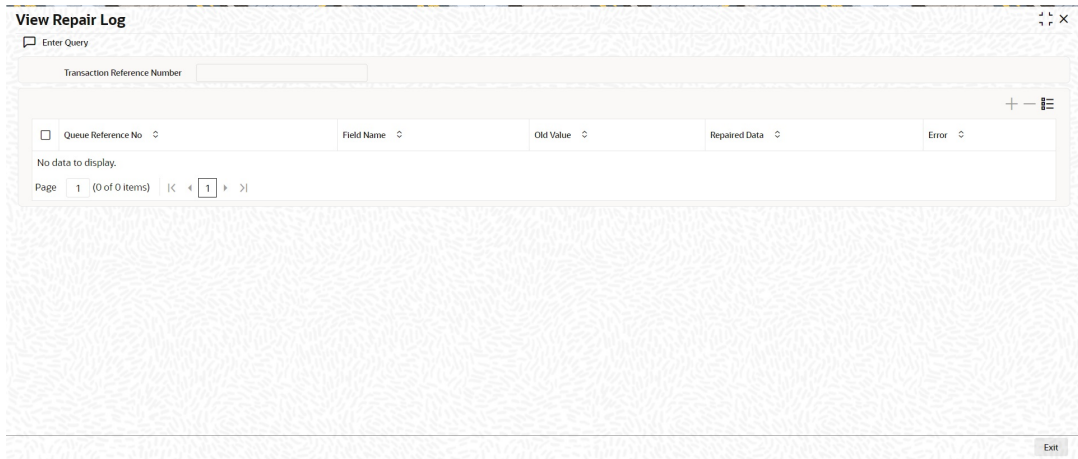 View Repair Log
Enter Query
Transaction Reference Number
Queue Reference No Field Name Old Value Repaired Data Error
No data to display.
Page 1 (0 of 0 items) 1
Exit